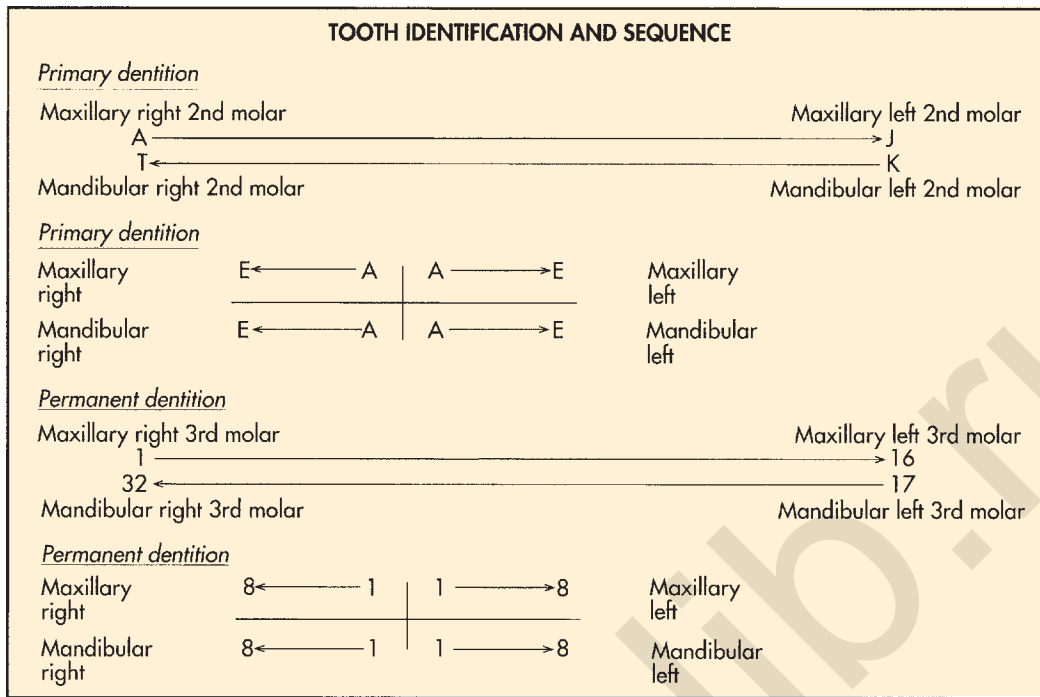 TOOTH IDENTIFICATION AND SEQUENCE
Primary dentition
Maxillary right 2nd molar Maxillary left 2nd molar
A J
T K
Mandibular right 2nd molar Mandibular left 2nd molar
Primary dentition
Maxillary right E A A E Maxillary left
Mandibular right E A A E Mandibular left
Permanent dentition
Maxillary right 3rd molar Maxillary left 3rd molar
1 16
32 17
Mandibular right 3rd molar Mandibular left 3rd molar
Permanent dentition
Maxillary right 8 1 1 8 Maxillary left
Mandibular right 8 1 1 8 Mandibular left